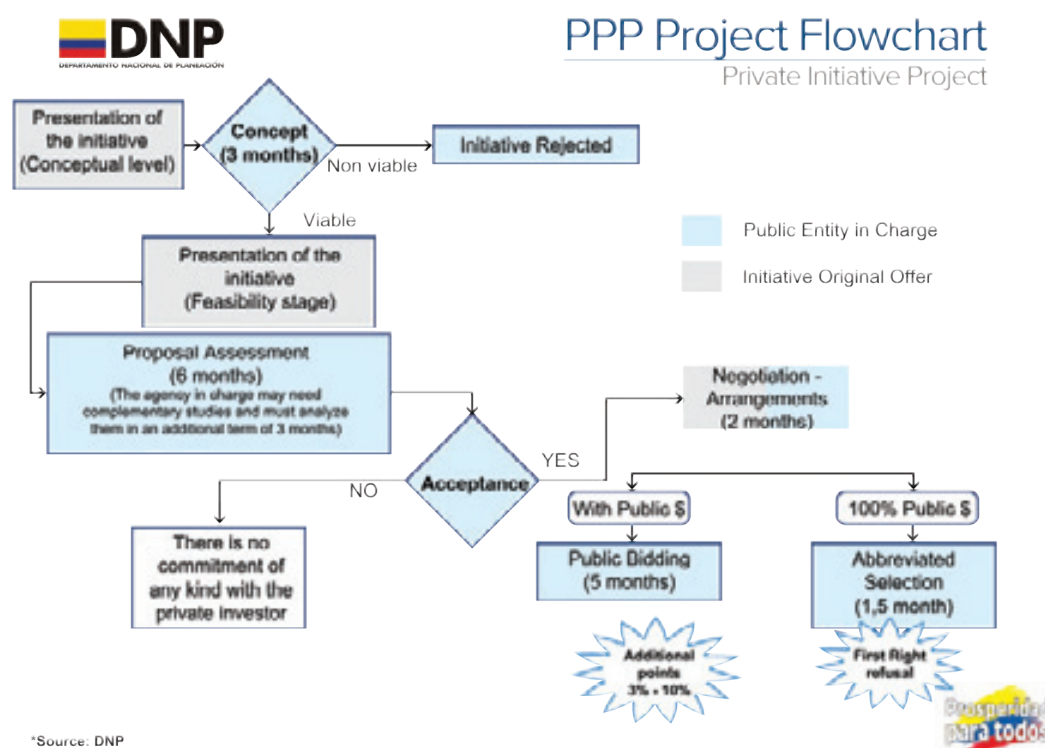 DNP
DEPARTAMENTO NACIONAL DE PLANEACIÓN
PPP Project Flowchart
Private Initiative Project
Presentation of
the initiative
(Conceptual level)
Concept
(3 months)
Non viable
Initiative Rejected
Viable
Presentation of the
initiative
(Feasibility stage)
Public Entity in Charge
Initiative Original Offer
Proposal Assessment
(6 months)
(The agency in charge may need
complementary studies and must analyze
them in an additional term of 3 months)
Negotiation -
Arrangements
(2 months)
Acceptance
YES
NO
With Public $
100% Public $
There is no
commitment of
any kind with the
private investor
Public Bidding
(5 months)
Abbreviated
Selection
(1,5 month)
Additional
points
3% - 10%
First Right
refusal
Prosperidad
para todos
*Source: DNP